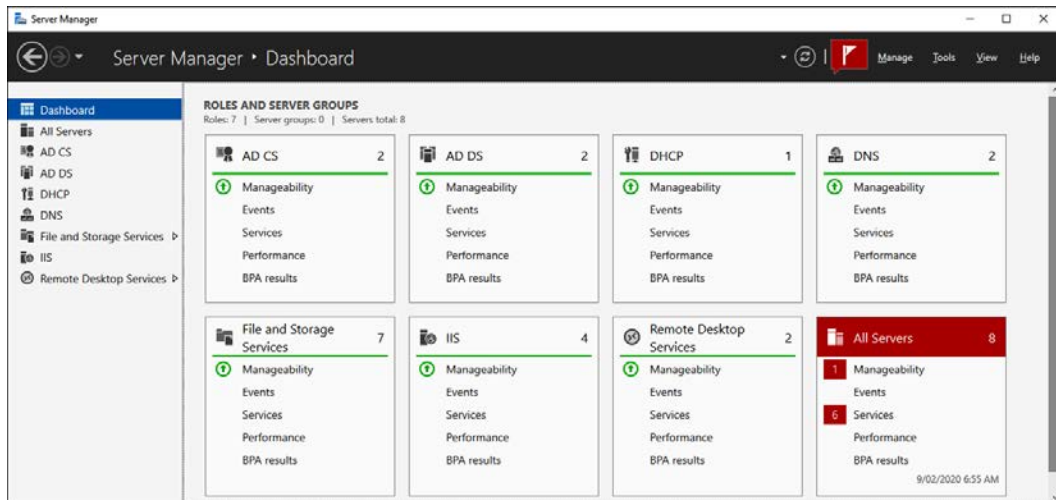 Server Manager
Server Manager • Dashboard
Manage Tools View Help
Dashboard
All Servers
AD CS
AD DS
DHCP
DNS
File and Storage Services
IIS
Remote Desktop Services
ROLES AND SERVER GROUPS
Roles: 7 | Server groups: 0 | Servers total: 8
AD CS 2
Manageability
Events
Services
Performance
BPA results
AD DS 2
Manageability
Events
Services
Performance
BPA results
DHCP 1
Manageability
Events
Services
Performance
BPA results
DNS 2
Manageability
Events
Services
Performance
BPA results
File and Storage
Services 7
Manageability
Events
Services
Performance
BPA results
IIS 4
Manageability
Events
Services
Performance
BPA results
Remote Desktop
Services 2
Manageability
Events
Services
Performance
BPA results
All Servers 8
1 Manageability
Events
6 Services
Performance
BPA results
9/02/2020 6:55 AM